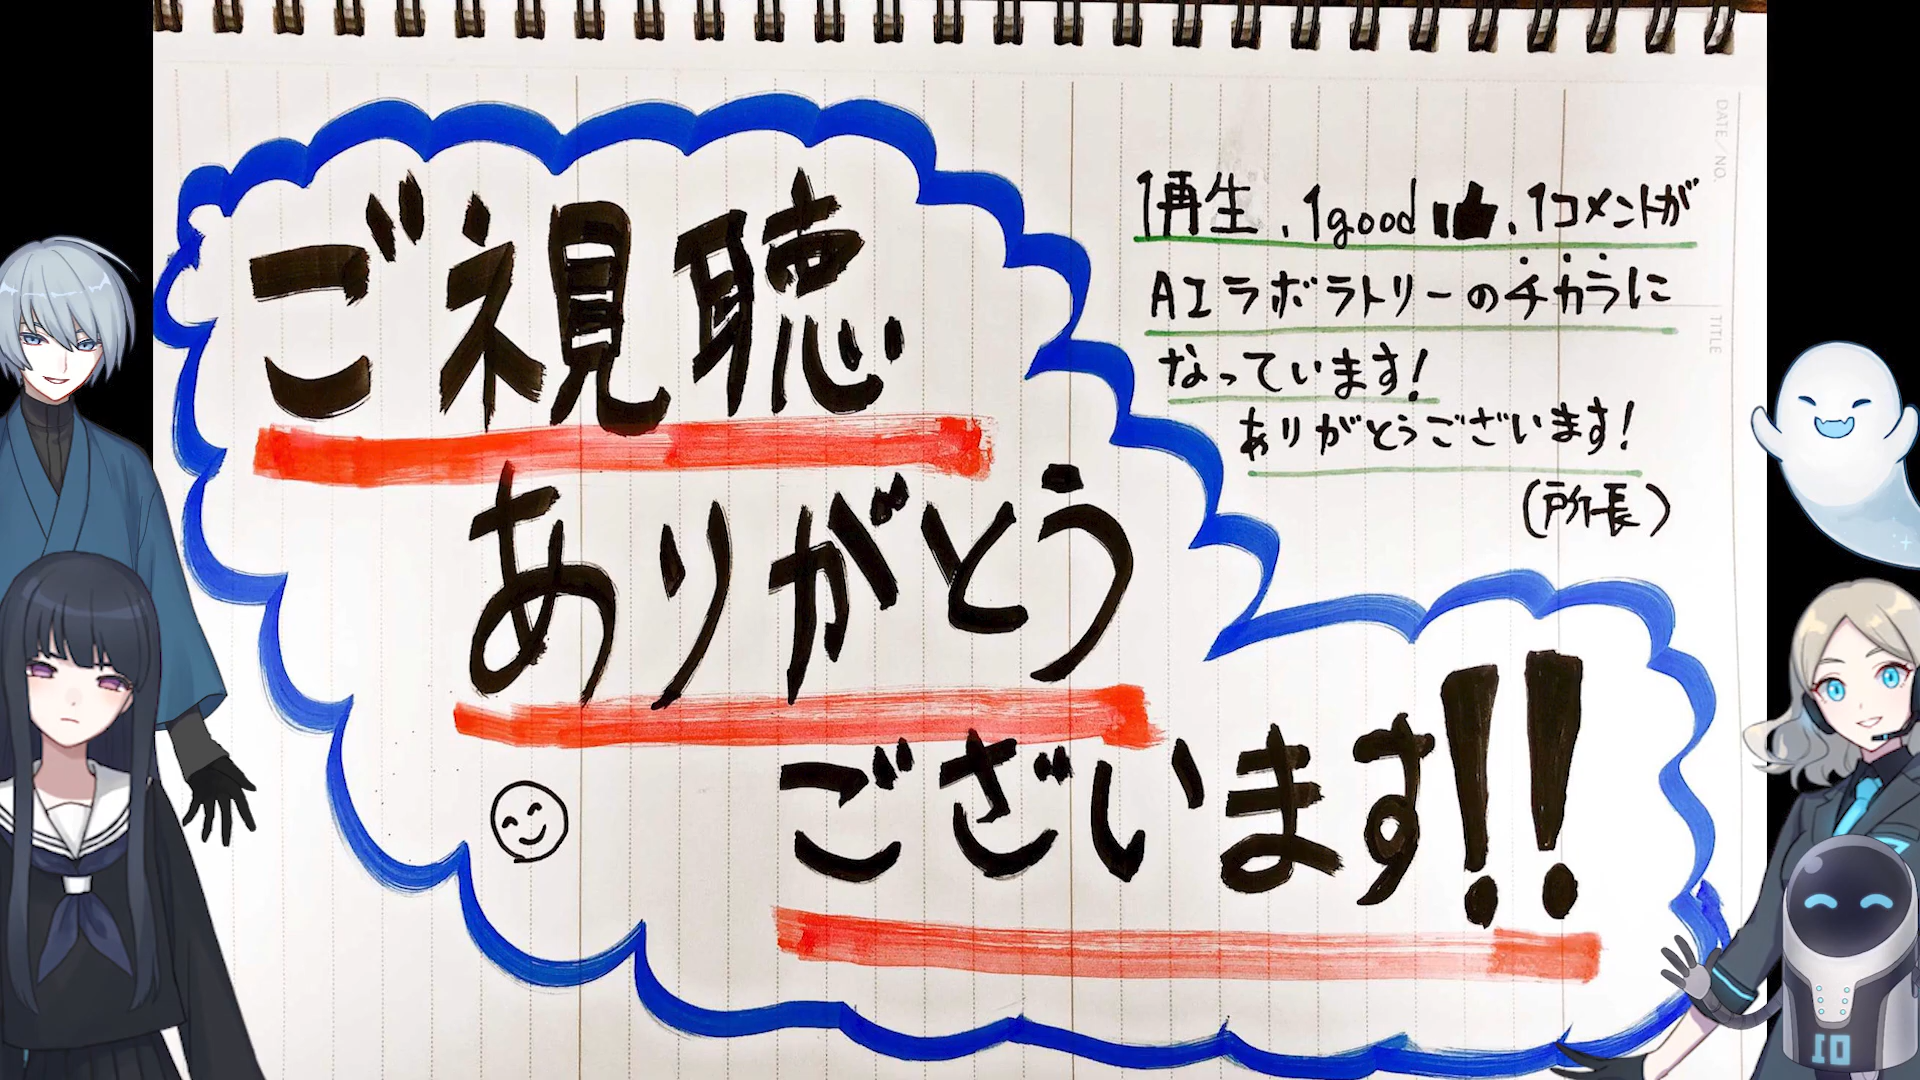 ご視聴
ありがとう
ございます!!
1再生、1good 👍、1コメントが
AIラボラトリーのチカラに
なっています!
ありがとうございます!
(所長)
DATE/NO.
TITLE
10